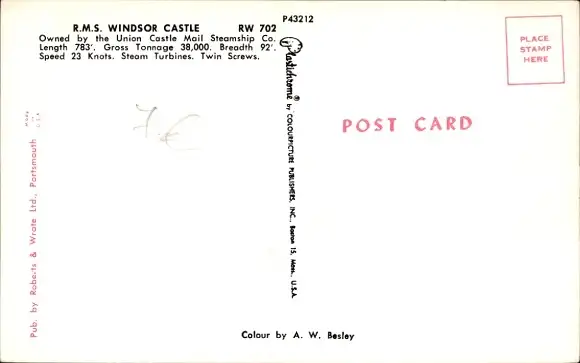 R.M.S. WINDSOR CASTLE RW 702
Owned by the Union Castle Mail Steamship Co.
Length 783'. Gross Tonnage 38,000. Breadth 92'.
Speed 23 Knots. Steam Turbines. Twin Screws.
P43212
Plastichrome® by COLOURPICTURE PUBLISHERS, INC., Boston 15, Mass., U.S.A.
PLACE
STAMP
HERE
POST CARD
Pub. by Roberts & Wrate Ltd., Portsmouth
Colour by A. W. Besley